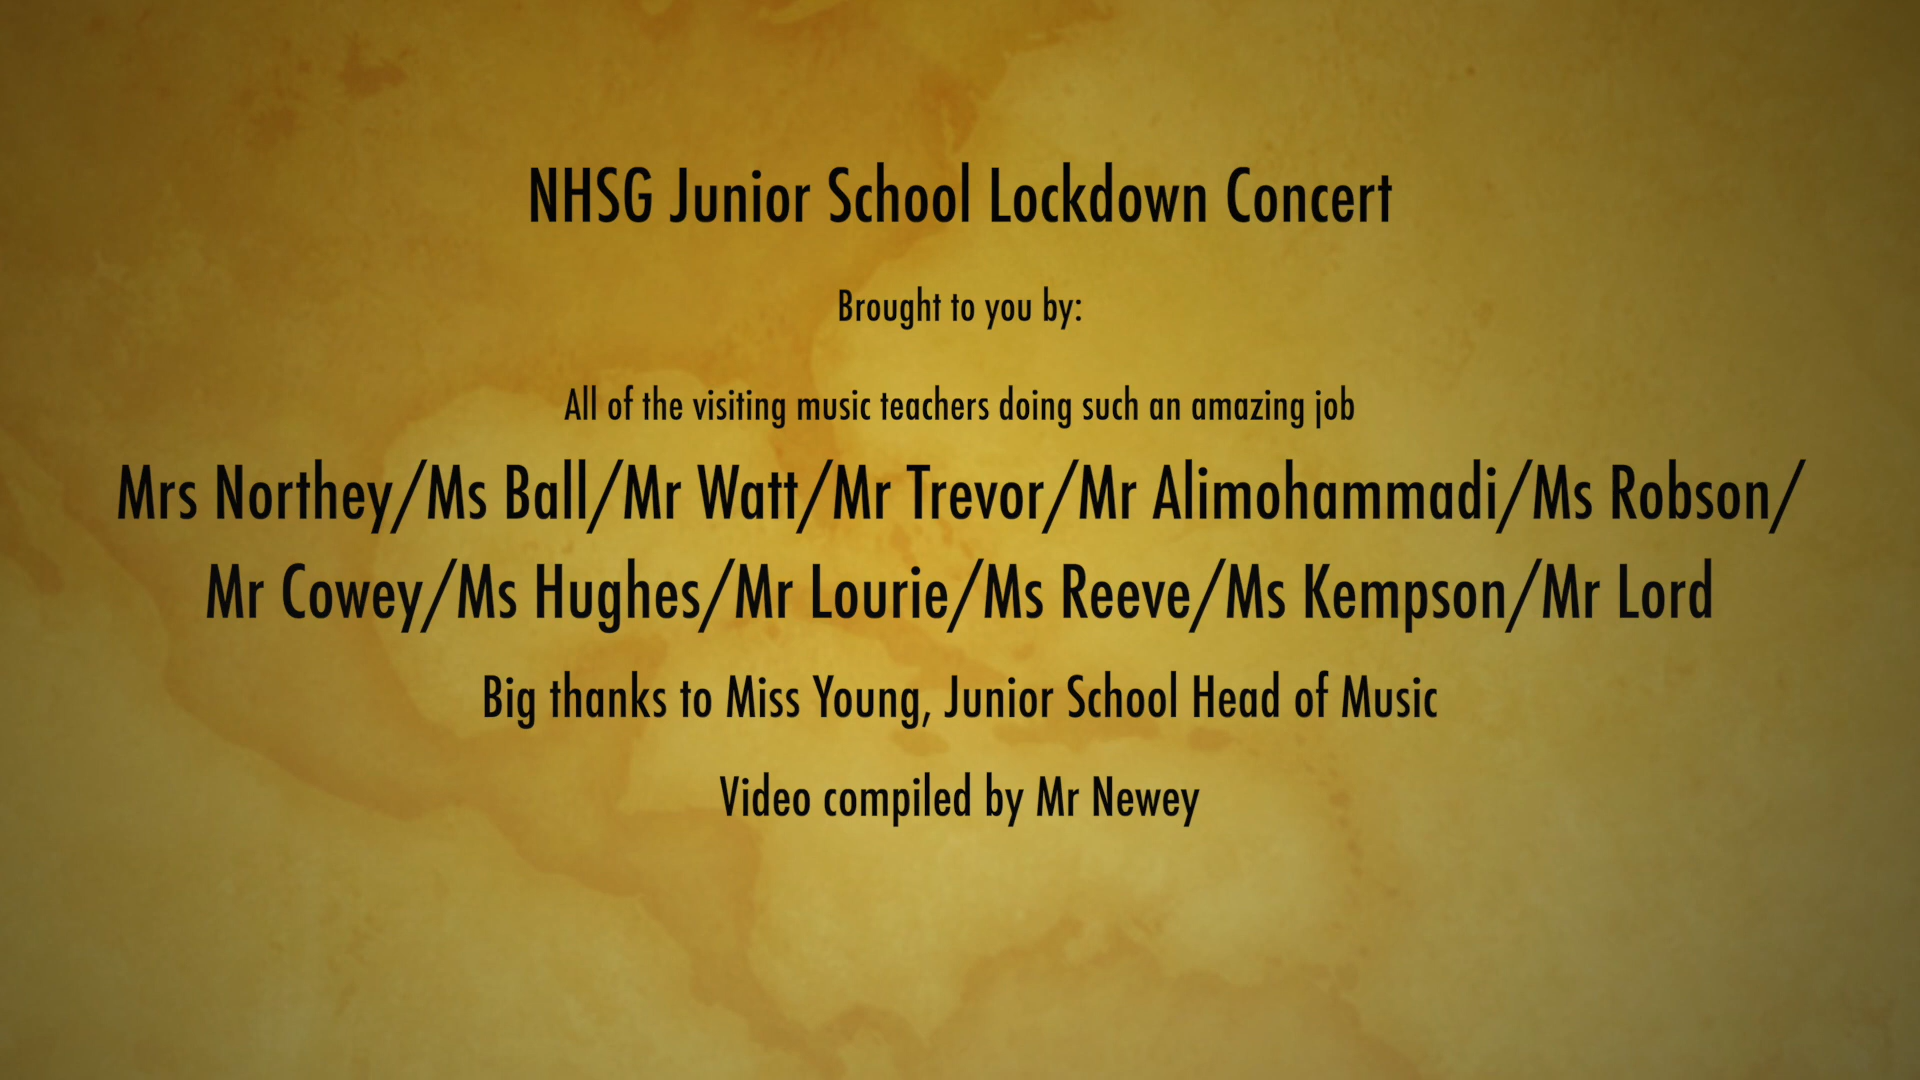 NHSG Junior School Lockdown Concert
Brought to you by:
All of the visiting music teachers doing such an amazing job
Mrs Northey/Ms Ball/Mr Watt/Mr Trevor/Mr Alimohammadi/Ms Robson/
Mr Cowey/Ms Hughes/Mr Lourie/Ms Reeve/Ms Kempson/Mr Lord
Big thanks to Miss Young, Junior School Head of Music
Video compiled by Mr Newey